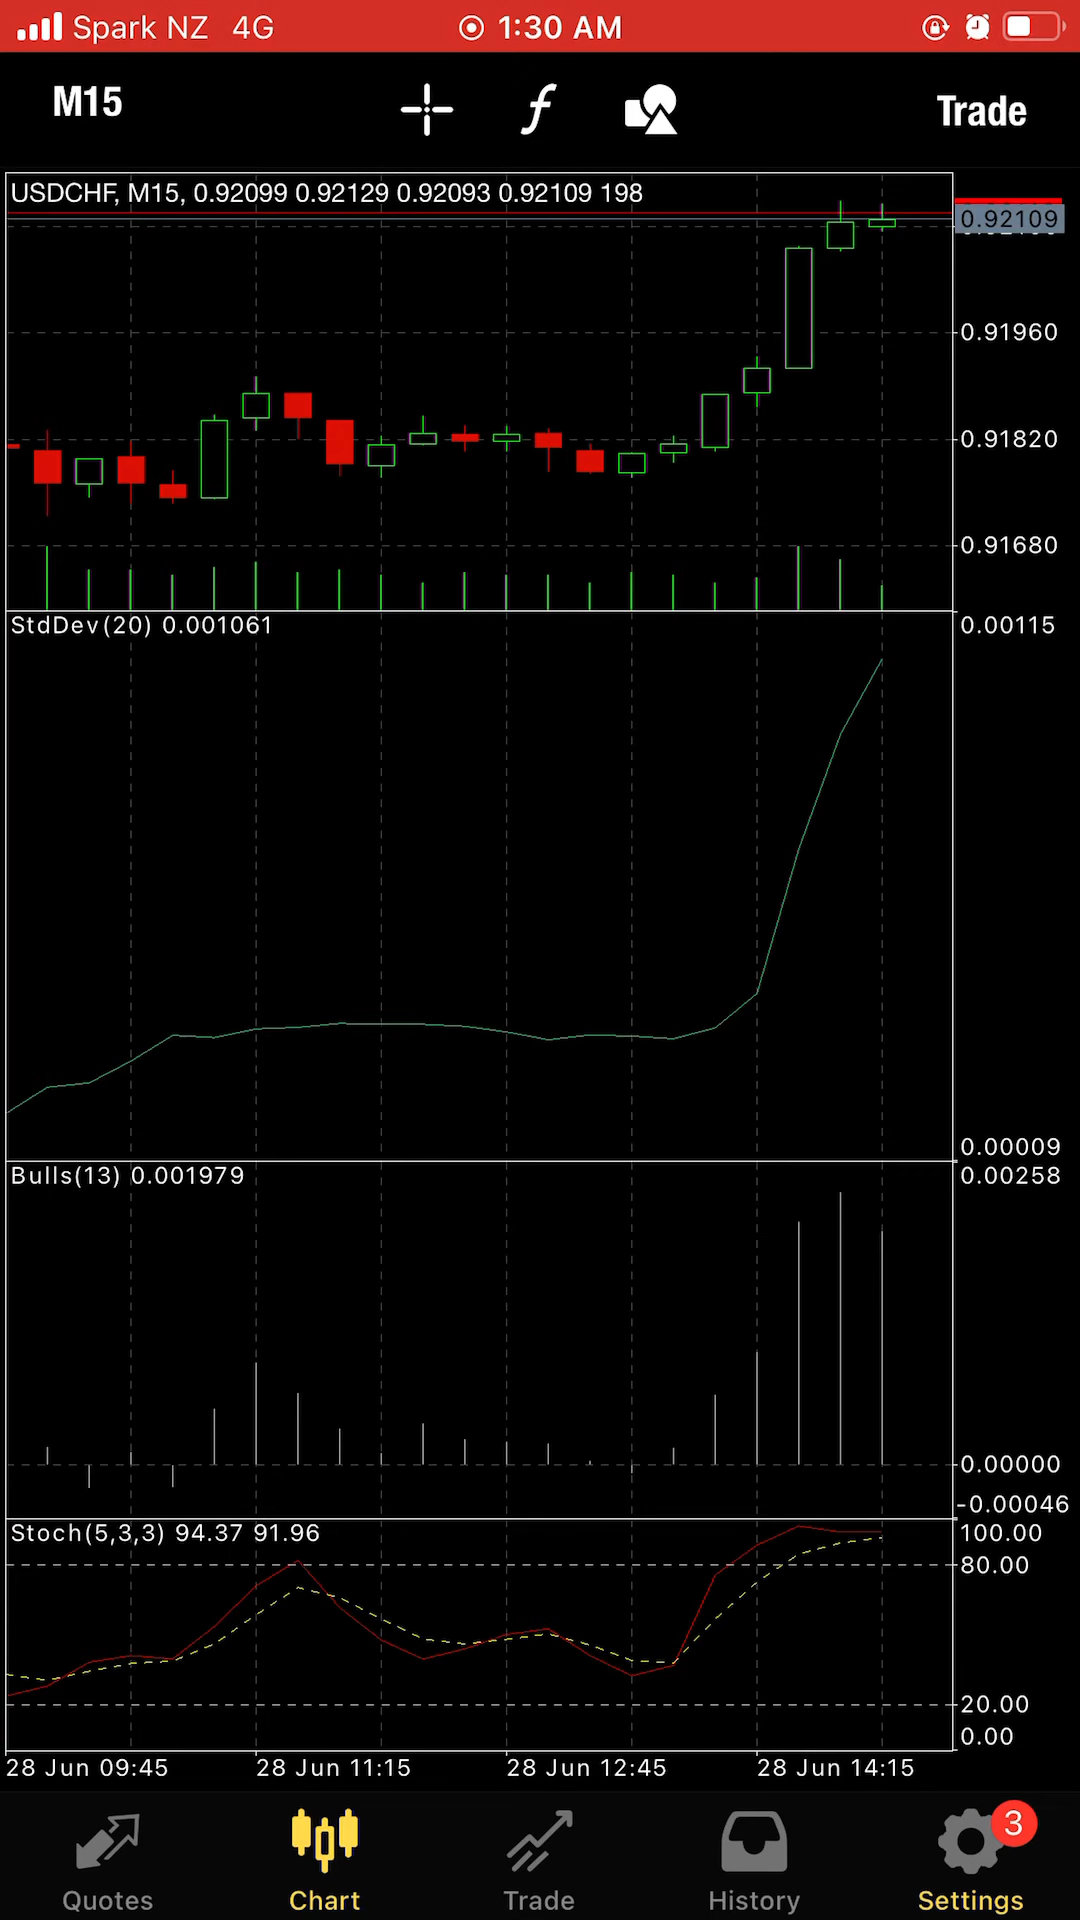 Spark NZ 4G 1:30 AM
M15 f Trade
USDCHF, M15, 0.92099 0.92129 0.92093 0.92109 198
0.92109
0.91960
0.91820
0.91680
StdDev(20) 0.001061
0.00115
0.00009
Bulls(13) 0.001979
0.00258
0.00000
-0.00046
Stoch(5,3,3) 94.37 91.96
100.00
80.00
20.00
0.00
28 Jun 09:45 28 Jun 11:15 28 Jun 12:45 28 Jun 14:15
3
Quotes Chart Trade History Settings